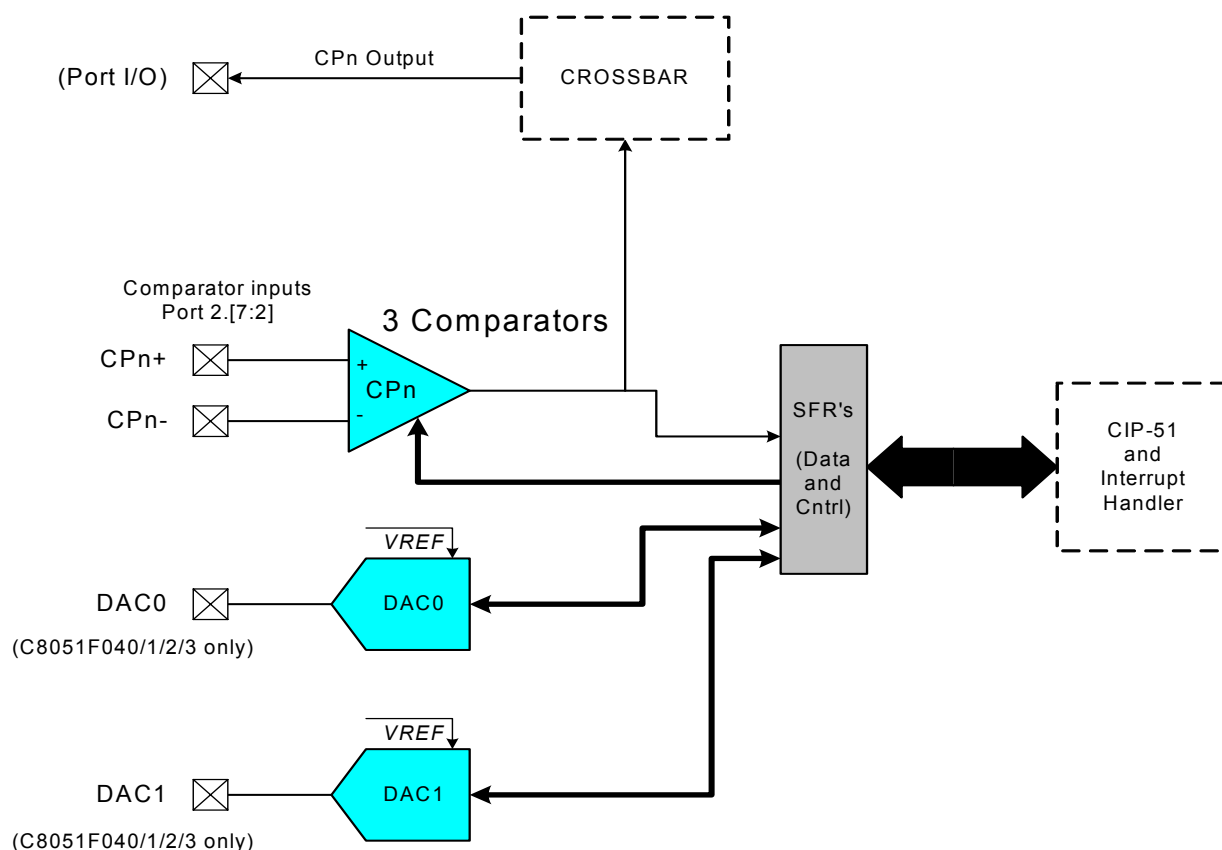 CPn Output
(Port I/O)
CROSSBAR
Comparator inputs
Port 2.[7:2]
3 Comparators
CPn+
+
CPn
-
CPn-
SFR's
(Data
and
Cntrl)
CIP-51
and
Interrupt
Handler
VREF
DAC0
DAC0
(C8051F040/1/2/3 only)
VREF
DAC1
DAC1
(C8051F040/1/2/3 only)